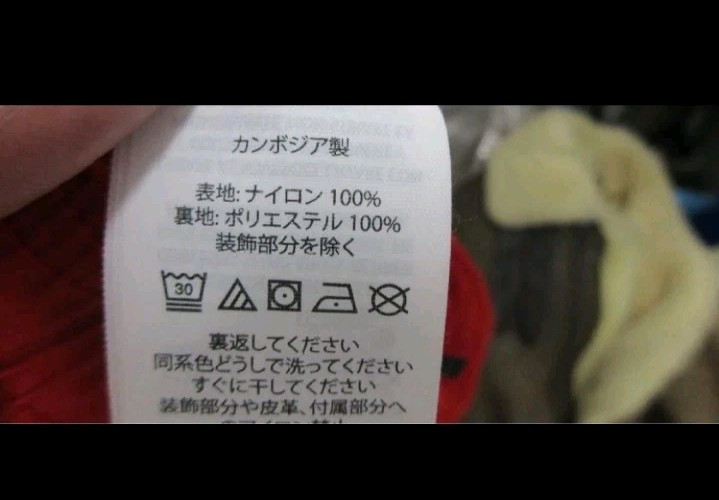 カンボジア製
表地: ナイロン 100%
裏地: ポリエステル 100%
装飾部分を除く
30
裏返してください
同系色どうしで洗ってください
すぐに干してください
装飾部分や皮革、付属部分へ